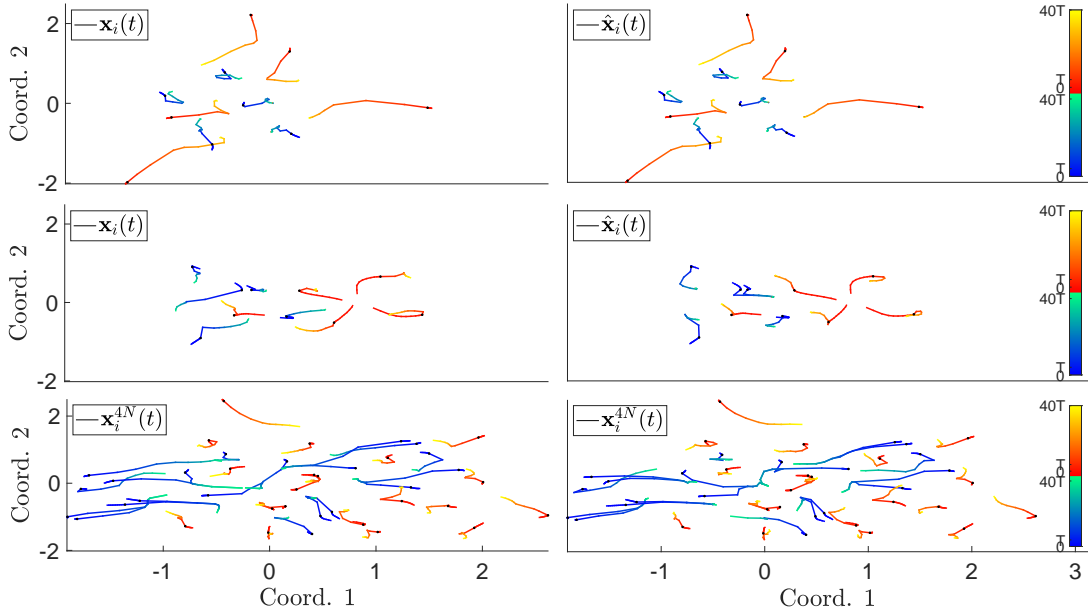 2
0
-2
Coord. 2
x_i(t)
x̂_i(t)
40T
T
0
40T
T
0
2
0
-2
Coord. 2
x_i(t)
x̂_i(t)
40T
T
0
40T
T
0
2
0
-2
Coord. 2
x_i^{4N}(t)
x_i^{4N}(t)
40T
T
0
40T
T
0
-1 0 1 2
-1 0 1 2 3
Coord. 1
Coord. 1